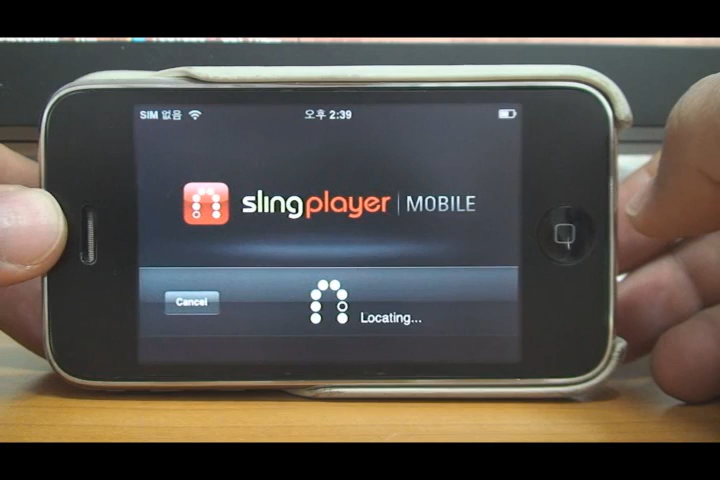 SIM 없음 오후 2:39
slingplayer | MOBILE
Cancel
Locating...